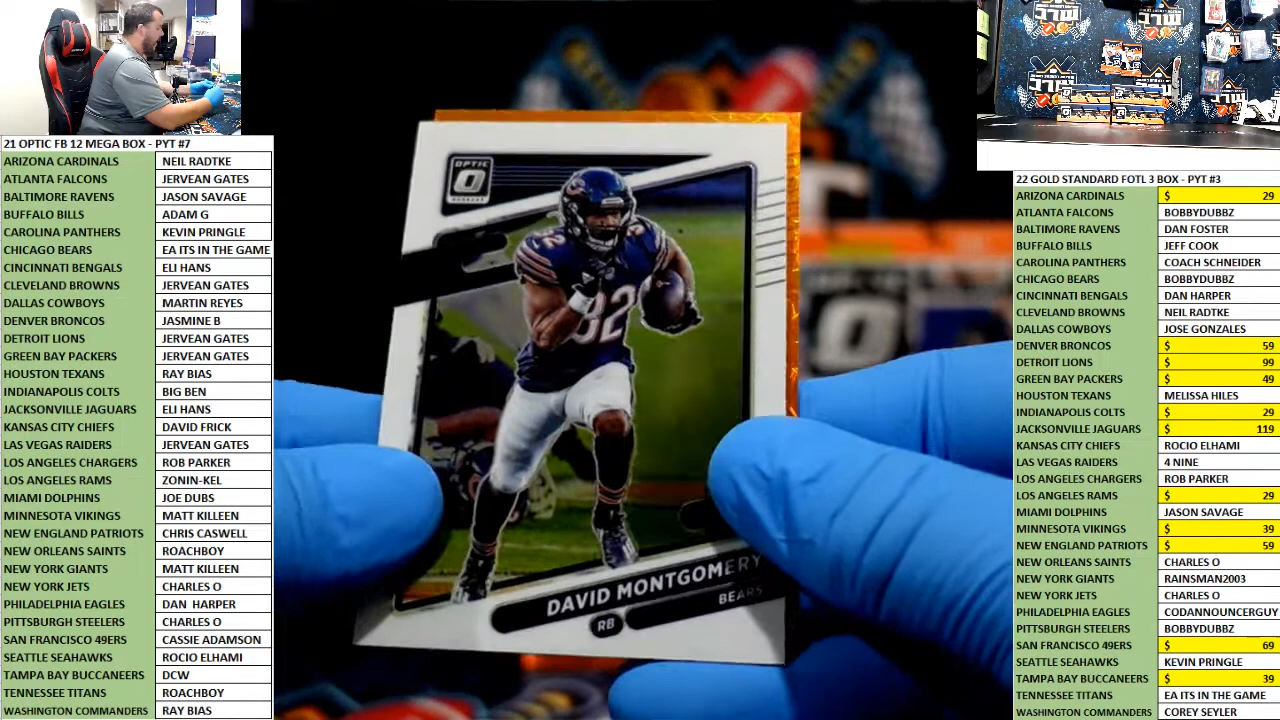 21 OPTIC FB 12 MEGA BOX - PYT #7
ARIZONA CARDINALS NEIL RADTKE
ATLANTA FALCONS JERVEAN GATES
BALTIMORE RAVENS JASON SAVAGE
BUFFALO BILLS ADAM G
CAROLINA PANTHERS KEVIN PRINGLE
CHICAGO BEARS EA ITS IN THE GAME
CINCINNATI BENGALS ELI HANS
CLEVELAND BROWNS JERVEAN GATES
DALLAS COWBOYS MARTIN REYES
DENVER BRONCOS JASMINE B
DETROIT LIONS JERVEAN GATES
GREEN BAY PACKERS JERVEAN GATES
HOUSTON TEXANS RAY BIAS
INDIANAPOLIS COLTS BIG BEN
JACKSONVILLE JAGUARS ELI HANS
KANSAS CITY CHIEFS DAVID FRICK
LAS VEGAS RAIDERS JERVEAN GATES
LOS ANGELES CHARGERS ROB PARKER
LOS ANGELES RAMS ZONIN-KEL
MIAMI DOLPHINS JOE DUBS
MINNESOTA VIKINGS MATT KILLEEN
NEW ENGLAND PATRIOTS CHRIS CASWELL
NEW ORLEANS SAINTS ROACHBOY
NEW YORK GIANTS MATT KILLEEN
NEW YORK JETS CHARLES O
PHILADELPHIA EAGLES DAN HARPER
PITTSBURGH STEELERS CHARLES O
SAN FRANCISCO 49ERS CASSIE ADAMSON
SEATTLE SEAHAWKS ROCIO ELHAMI
TAMPA BAY BUCCANEERS DCW
TENNESSEE TITANS ROACHBOY
WASHINGTON COMMANDERS RAY BIAS
OPTIC
32
82
DAVID MONTGOMERY
RB
BEARS
22 GOLD STANDARD FOTL 3 BOX - PYT #3
ARIZONA CARDINALS $ 29
ATLANTA FALCONS BOBBYDUBBZ
BALTIMORE RAVENS DAN FOSTER
BUFFALO BILLS JEFF COOK
CAROLINA PANTHERS COACH SCHNEIDER
CHICAGO BEARS BOBBYDUBBZ
CINCINNATI BENGALS DAN HARPER
CLEVELAND BROWNS NEIL RADTKE
DALLAS COWBOYS JOSE GONZALES
DENVER BRONCOS $ 59
DETROIT LIONS $ 99
GREEN BAY PACKERS $ 49
HOUSTON TEXANS MELISSA HILES
INDIANAPOLIS COLTS $ 29
JACKSONVILLE JAGUARS $ 119
KANSAS CITY CHIEFS ROCIO ELHAMI
LAS VEGAS RAIDERS 4 NINE
LOS ANGELES CHARGERS ROB PARKER
LOS ANGELES RAMS $ 29
MIAMI DOLPHINS JASON SAVAGE
MINNESOTA VIKINGS $ 39
NEW ENGLAND PATRIOTS $ 59
NEW ORLEANS SAINTS CHARLES O
NEW YORK GIANTS RAINSMAN2003
NEW YORK JETS CHARLES O
PHILADELPHIA EAGLES CODANNOUNCERGUY
PITTSBURGH STEELERS BOBBYDUBBZ
SAN FRANCISCO 49ERS $ 69
SEATTLE SEAHAWKS KEVIN PRINGLE
TAMPA BAY BUCCANEERS $ 39
TENNESSEE TITANS EA ITS IN THE GAME
WASHINGTON COMMANDERS COREY SEYLER